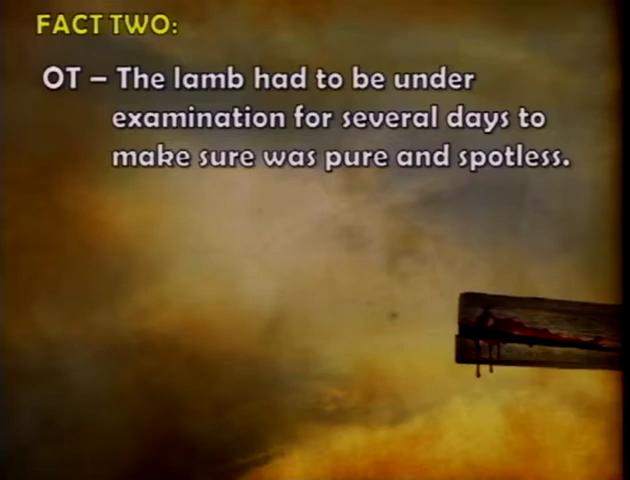 FACT TWO:
OT – The lamb had to be under
examination for several days to
make sure was pure and spotless.